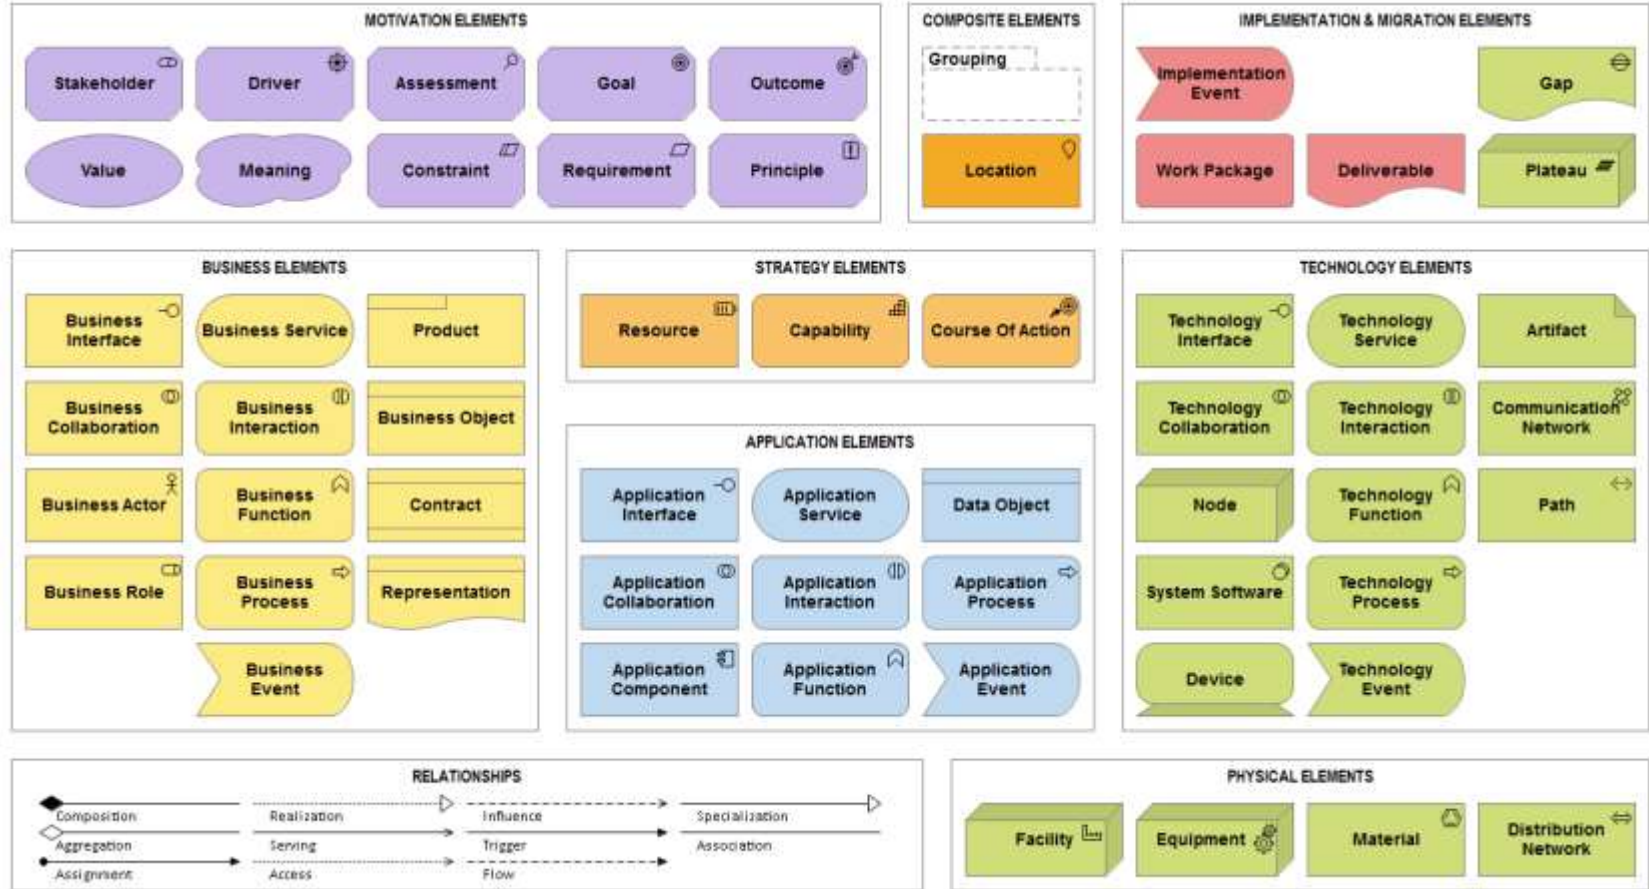 MOTIVATION ELEMENTS
Stakeholder
Driver
Assessment
Goal
Outcome
Value
Meaning
Constraint
Requirement
Principle
COMPOSITE ELEMENTS
Grouping
Location
IMPLEMENTATION & MIGRATION ELEMENTS
Implementation
Event
Gap
Work Package
Deliverable
Plateau
BUSINESS ELEMENTS
Business
Interface
Business Service
Product
Business
Collaboration
Business
Interaction
Business Object
Business Actor
Business
Function
Contract
Business Role
Business
Process
Representation
Business
Event
STRATEGY ELEMENTS
Resource
Capability
Course Of Action
APPLICATION ELEMENTS
Application
Interface
Application
Service
Data Object
Application
Collaboration
Application
Interaction
Application
Process
Application
Component
Application
Function
Application
Event
TECHNOLOGY ELEMENTS
Technology
Interface
Technology
Service
Artifact
Technology
Collaboration
Technology
Interaction
Communication
Network
Node
Technology
Function
Path
System Software
Technology
Process
Device
Technology
Event
RELATIONSHIPS
Composition
Realization
Influence
Specialization
Aggregation
Serving
Trigger
Association
Assignment
Access
Flow
PHYSICAL ELEMENTS
Facility
Equipment
Material
Distribution
Network